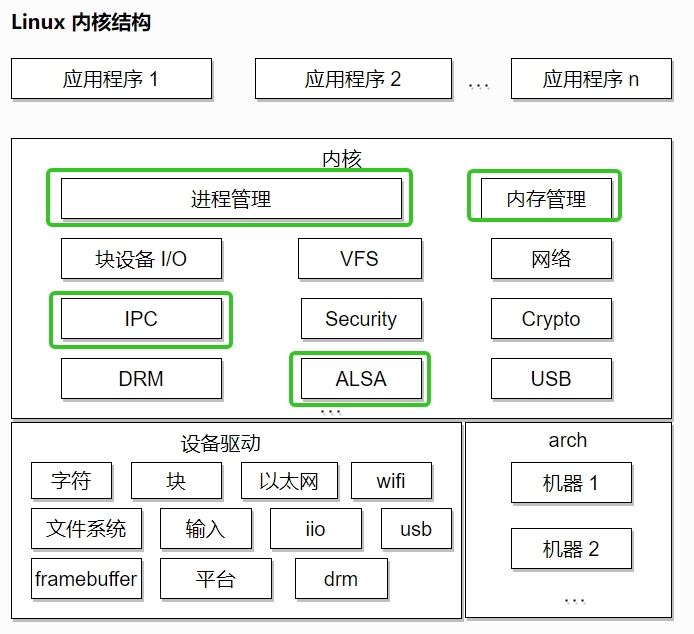 Linux 内核结构
应用程序 1 应用程序 2 ... 应用程序 n
内核
进程管理 内存管理
块设备 I/O VFS 网络
IPC Security Crypto
DRM ALSA USB
...
设备驱动
字符 块 以太网 wifi
文件系统 输入 iio usb
framebuffer 平台 drm
arch
机器 1
机器 2
...